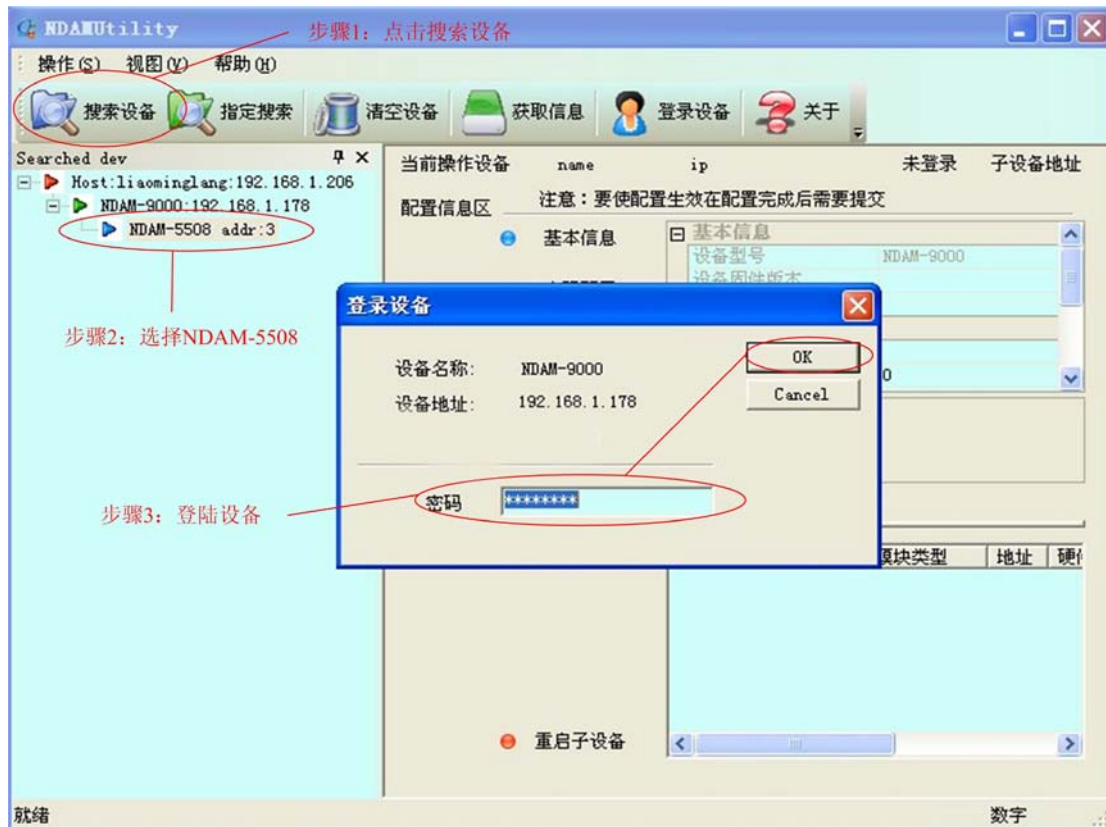 NDAMUtility
步骤1：点击搜索设备
操作(S) 视图(V) 帮助(H)
搜索设备 指定搜索 清空设备 获取信息 登录设备 关于
Searched dev
当前操作设备 name ip 未登录 子设备地址
Host:liaominglang:192.168.1.206
NDAM-9000:192.168.1.178
配置信息区 注意：要使配置生效在配置完成后需要提交
NDAM-5508 addr:3
基本信息 基本信息
设备型号 NDAM-9000
设备固件版本
登录设备
步骤2：选择NDAM-5508
设备名称: NDAM-9000 OK
0
设备地址: 192.168.1.178 Cancel
密码 ********
步骤3：登陆设备
模块类型 地址
重启子设备
就绪 数字